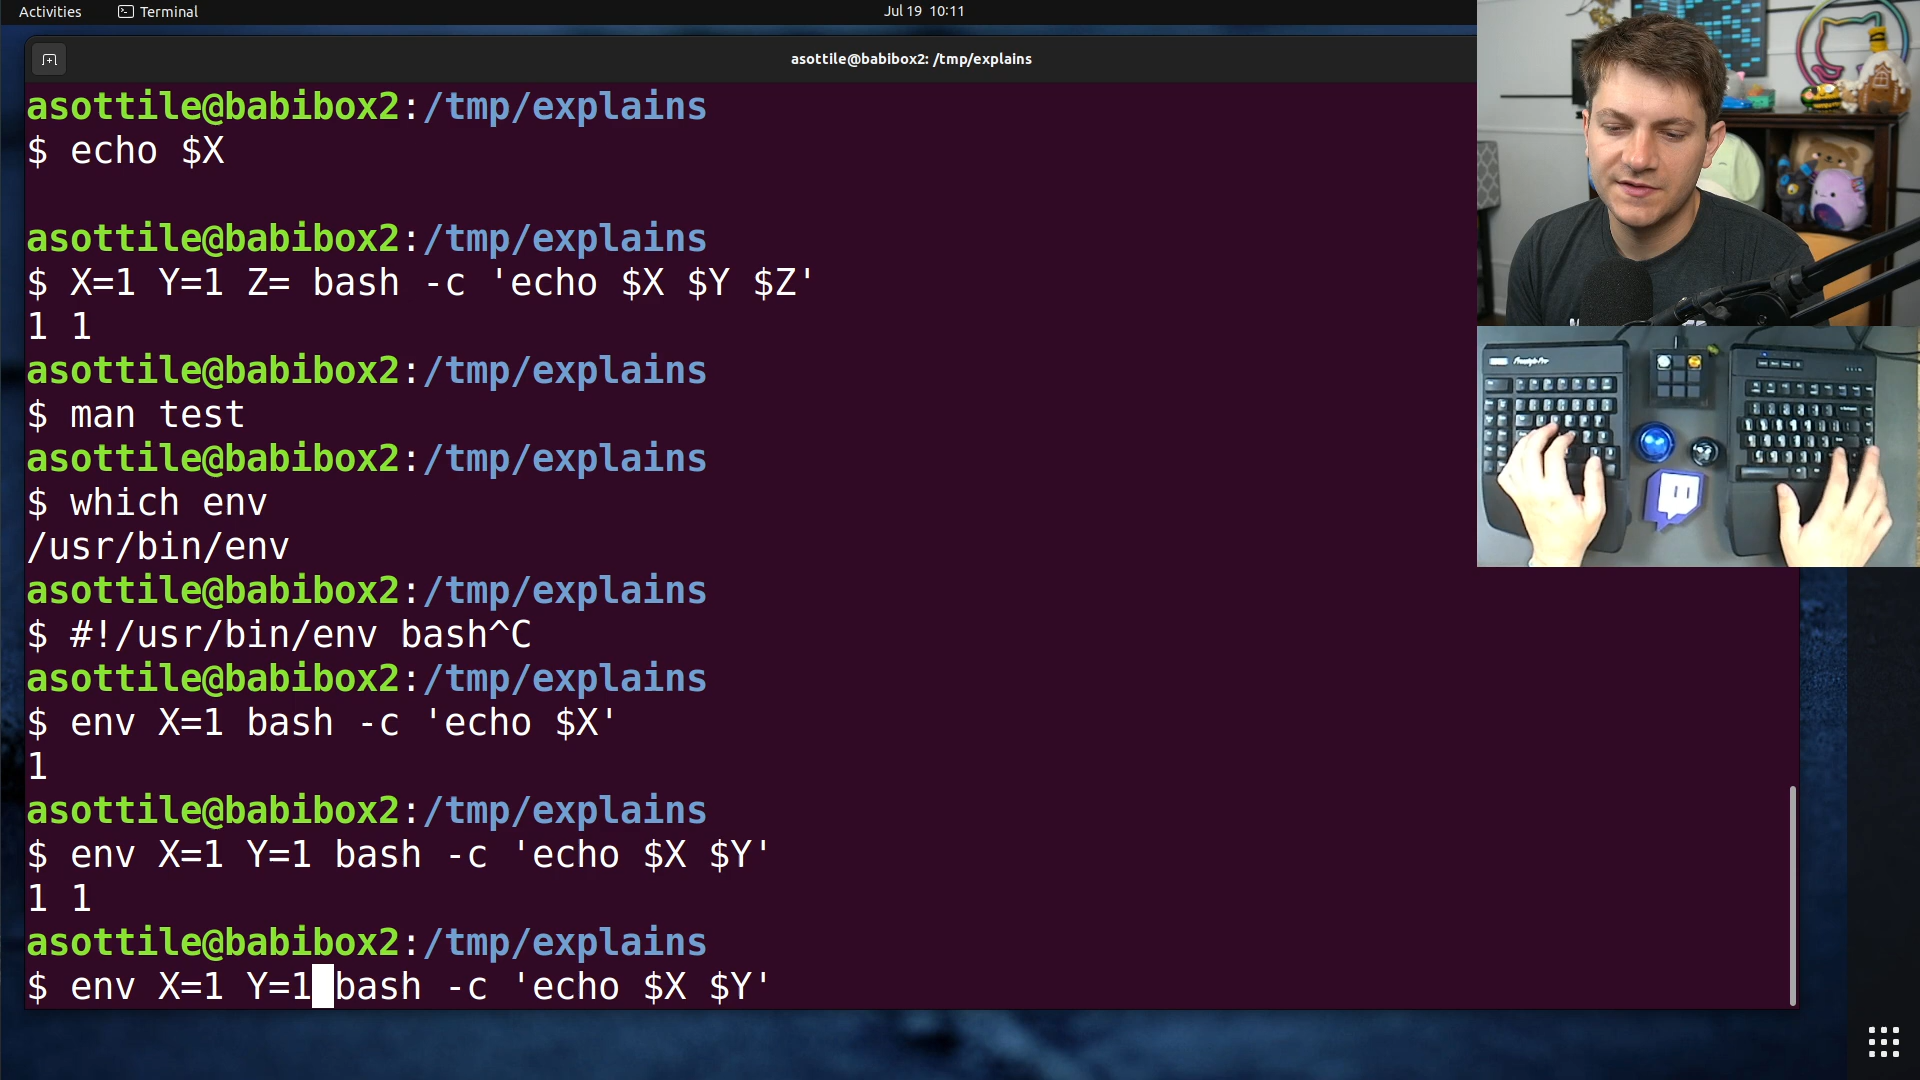 Activities
Terminal
Jul 19 10:11
asottile@babibox2: /tmp/explains
asottile@babibox2:/tmp/explains
$ echo $X
asottile@babibox2:/tmp/explains
$ X=1 Y=1 Z= bash -c 'echo $X $Y $Z'
1 1
asottile@babibox2:/tmp/explains
$ man test
asottile@babibox2:/tmp/explains
$ which env
/usr/bin/env
asottile@babibox2:/tmp/explains
$ #!/usr/bin/env bash^C
asottile@babibox2:/tmp/explains
$ env X=1 bash -c 'echo $X'
1
asottile@babibox2:/tmp/explains
$ env X=1 Y=1 bash -c 'echo $X $Y'
1 1
asottile@babibox2:/tmp/explains
$ env X=1 Y=1 bash -c 'echo $X $Y'